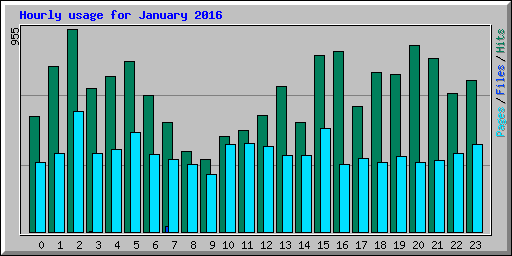 Hourly usage for January 2016
955
Pages / Files / Hits
0 1 2 3 4 5 6 7 8 9 10 11 12 13 14 15 16 17 18 19 20 21 22 23